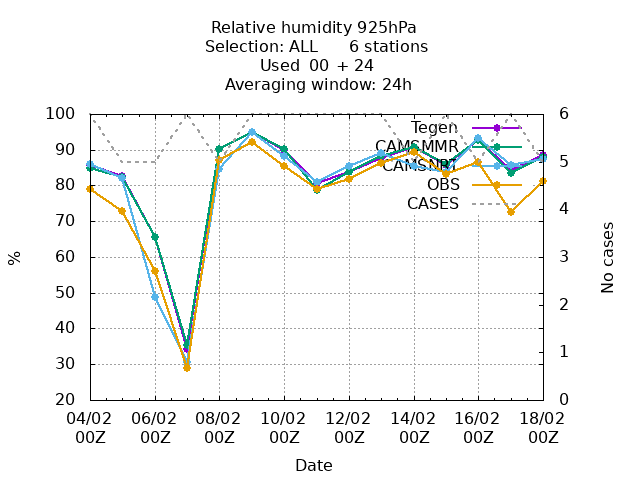 Relative humidity 925hPa
Selection: ALL 6 stations
Used 00 + 24
Averaging window: 24h
100
90
80
70
60
50
40
30
20
%
6
5
4
3
2
1
0
No cases
Tegen
CAMSMMR
CAMSNRT
OBS
CASES
04/02 06/02 08/02 10/02 12/02 14/02 16/02 18/02
00Z 00Z 00Z 00Z 00Z 00Z 00Z 00Z
Date